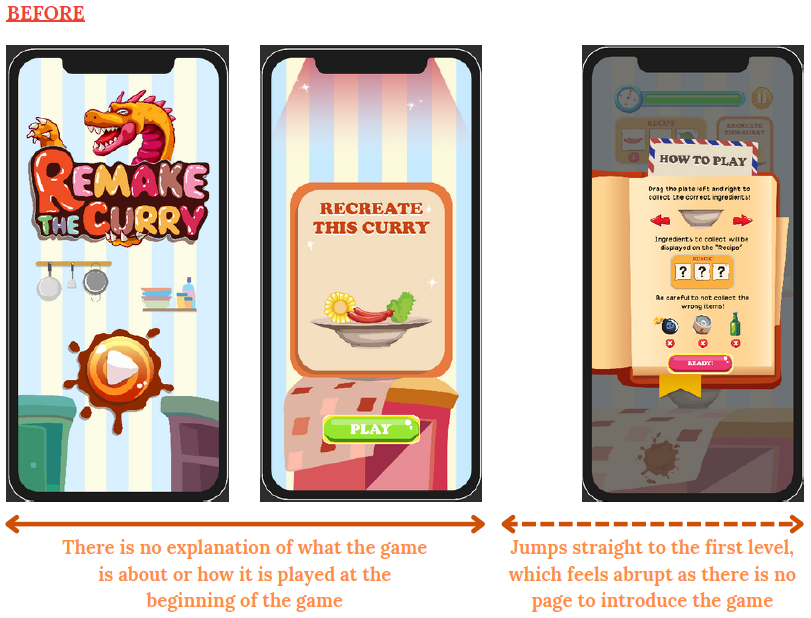 BEFORE
REMAKE
THE CURRY
RECREATE
THIS CURRY
PLAY
RECIPE
RECREATE
THIS CURRY
HOW TO PLAY
Drag the plate left and right to
collect the correct ingredients!
Ingredients to collect will be
displayed on the "Recipe"
RECIPE
? ? ?
Be careful to not collect the
wrong items!
READY!
There is no explanation of what the game
is about or how it is played at the
beginning of the game
Jumps straight to the first level,
which feels abrupt as there is no
page to introduce the game